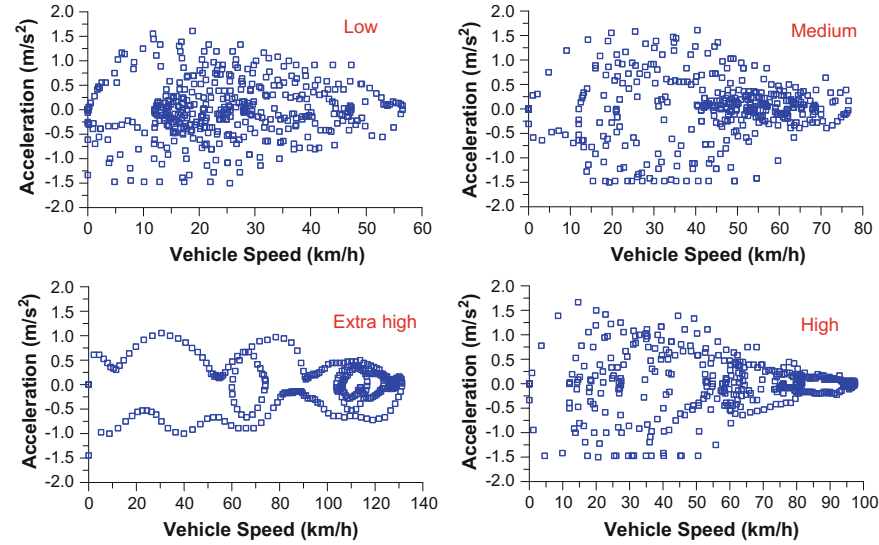 Low
Acceleration (m/s²)
2.0
1.5
1.0
0.5
0.0
-0.5
-1.0
-1.5
-2.0
0 10 20 30 40 50 60
Vehicle Speed (km/h)
Medium
Acceleration (m/s²)
2.0
1.5
1.0
0.5
0.0
-0.5
-1.0
-1.5
-2.0
0 10 20 30 40 50 60 70 80
Vehicle Speed (km/h)
Extra high
Acceleration (m/s²)
2.0
1.5
1.0
0.5
0.0
-0.5
-1.0
-1.5
-2.0
0 20 40 60 80 100 120 140
Vehicle Speed (km/h)
High
Acceleration (m/s²)
2.0
1.5
1.0
0.5
0.0
-0.5
-1.0
-1.5
-2.0
0 10 20 30 40 50 60 70 80 90 100
Vehicle Speed (km/h)